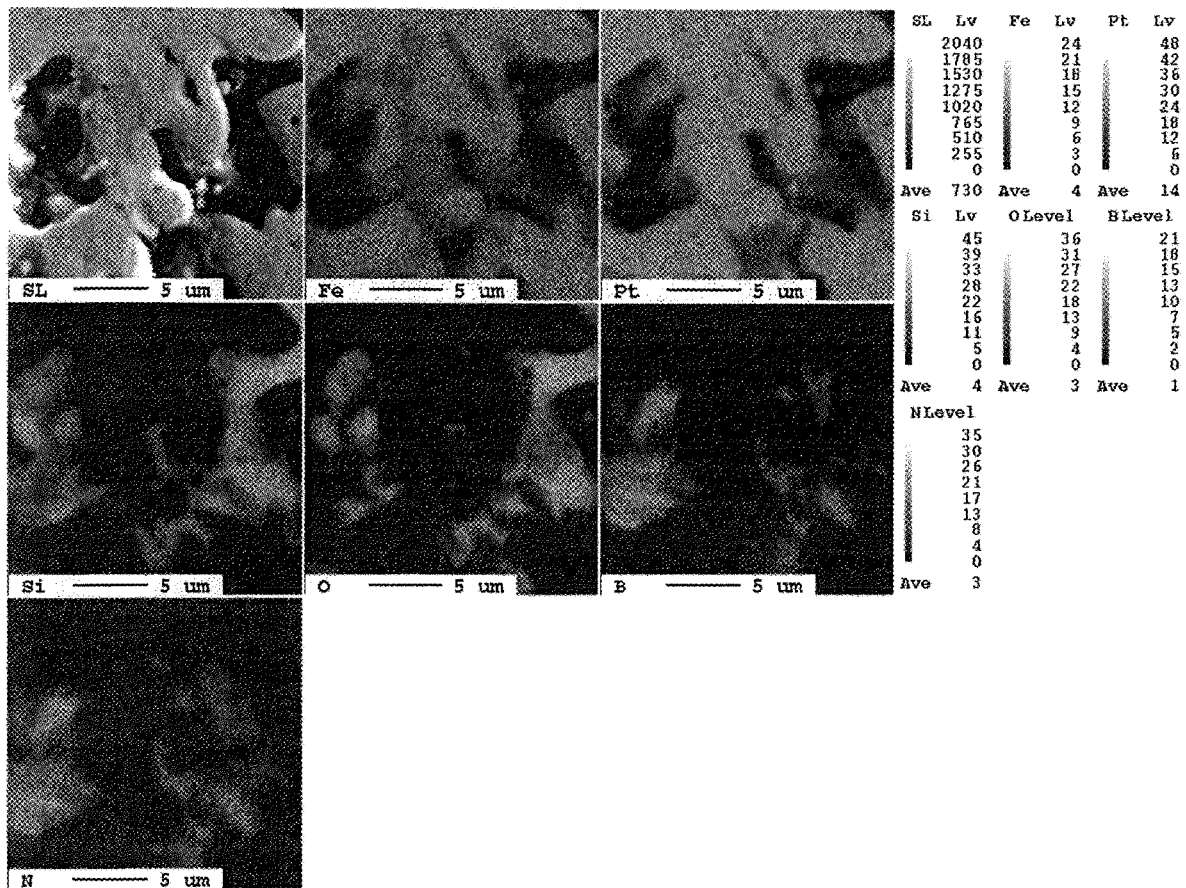 SL Lv Fe Lv Pt Lv
2040 24 48
1785 21 42
1530 18 36
1275 15 30
1020 12 24
765 9 18
510 6 12
255 3 6
0 0 0
Ave 730 Ave 4 Ave 14
SL 5 um Fe 5 um Pt 5 um
Si Lv O Level B Level
45 36 21
39 31 18
33 27 15
28 22 13
22 18 10
16 13 7
11 9 5
5 4 2
0 0 0
Ave 4 Ave 3 Ave 1
Si 5 um O 5 um B 5 um
N Level
35
30
26
21
17
13
8
4
0
Ave 3
N 5 um